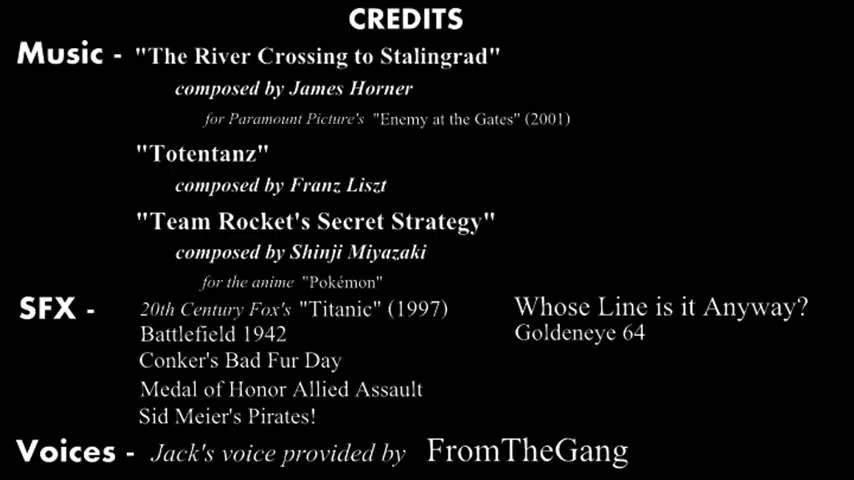 CREDITS
Music - "The River Crossing to Stalingrad"
composed by James Horner
for Paramount Picture's "Enemy at the Gates" (2001)
"Totentanz"
composed by Franz Liszt
"Team Rocket's Secret Strategy"
composed by Shinji Miyazaki
for the anime "Pokémon"
SFX - 20th Century Fox's "Titanic" (1997)
Battlefield 1942
Conker's Bad Fur Day
Medal of Honor Allied Assault
Sid Meier's Pirates!
Whose Line is it Anyway?
Goldeneye 64
Voices - Jack's voice provided by FromTheGang